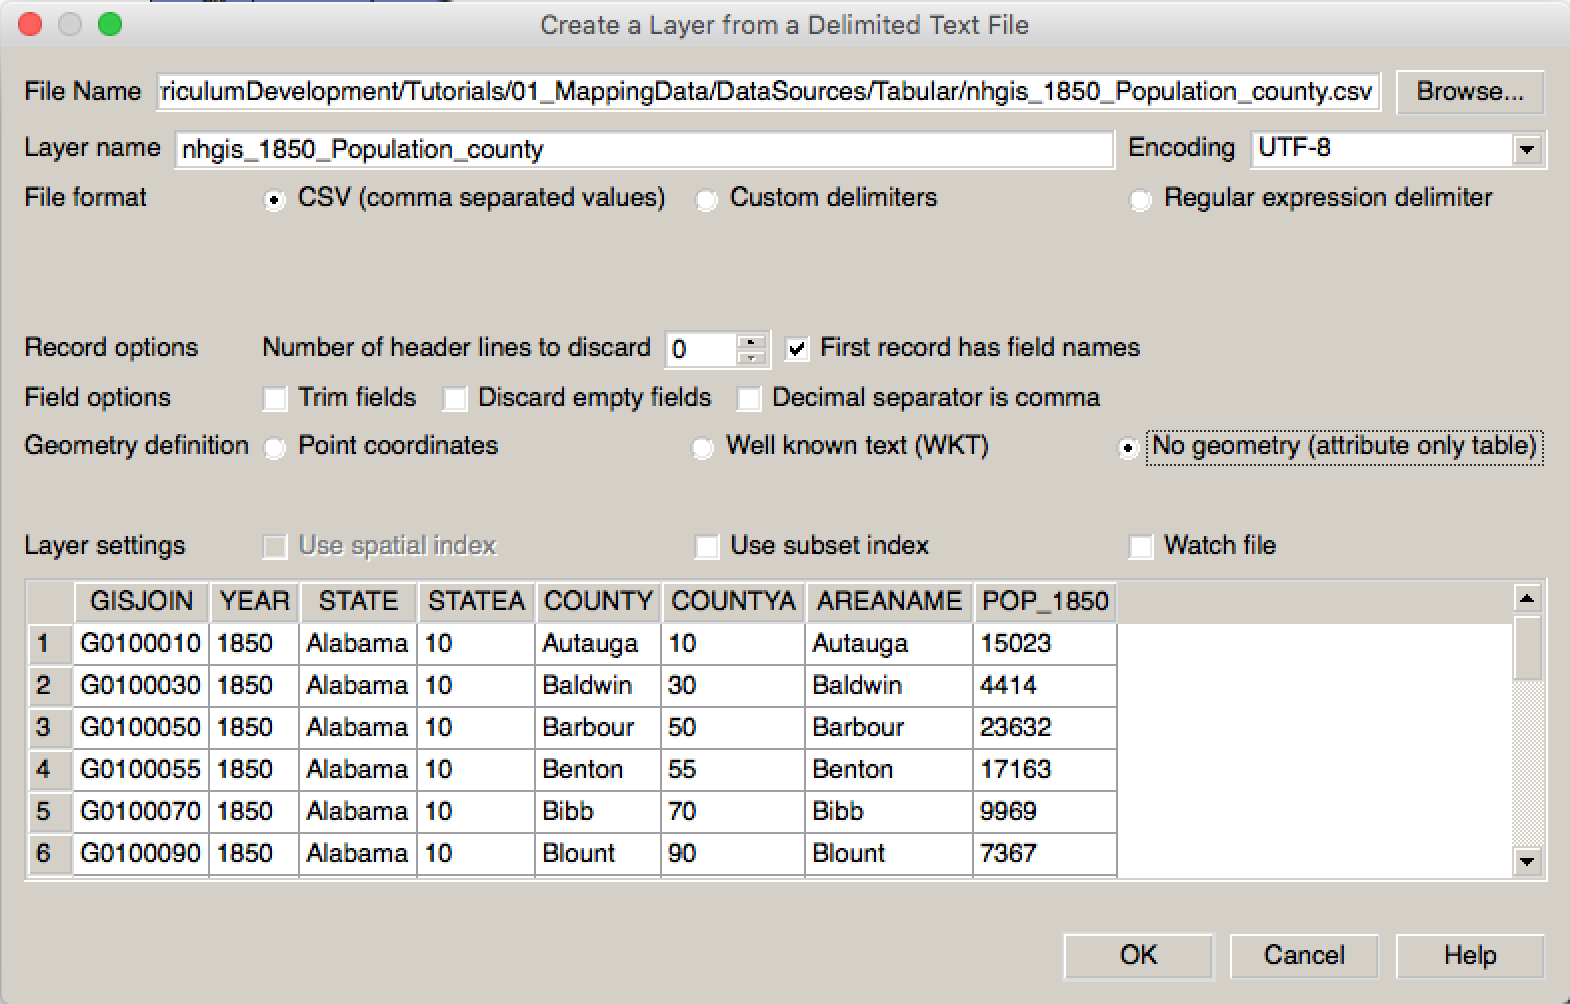 Create a Layer from a Delimited Text File
File Name riculumDevelopment/Tutorials/01_MappingData/DataSources/Tabular/nhgis_1850_Population_county.csv Browse...
Layer name nhgis_1850_Population_county Encoding UTF-8
File format CSV (comma separated values) Custom delimiters Regular expression delimiter
Record options Number of header lines to discard 0 First record has field names
Field options Trim fields Discard empty fields Decimal separator is comma
Geometry definition Point coordinates Well known text (WKT) No geometry (attribute only table)
Layer settings Use spatial index Use subset index Watch file
GISJOIN YEAR STATE STATEA COUNTY COUNTYA AREANAME POP_1850
1 G0100010 1850 Alabama 10 Autauga 10 Autauga 15023
2 G0100030 1850 Alabama 10 Baldwin 30 Baldwin 4414
3 G0100050 1850 Alabama 10 Barbour 50 Barbour 23632
4 G0100055 1850 Alabama 10 Benton 55 Benton 17163
5 G0100070 1850 Alabama 10 Bibb 70 Bibb 9969
6 G0100090 1850 Alabama 10 Blount 90 Blount 7367
OK Cancel Help